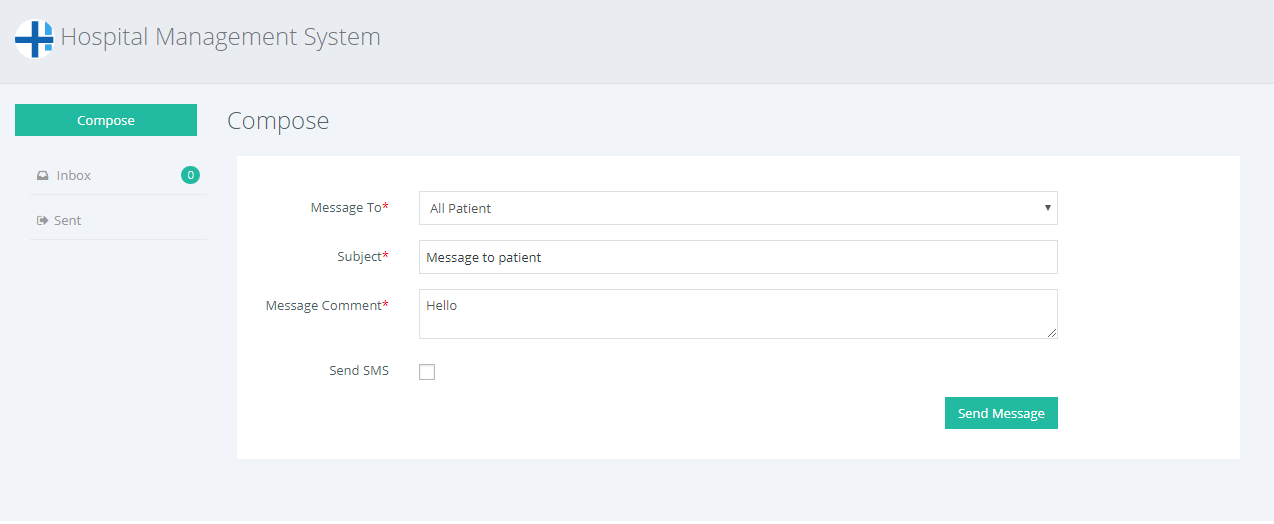 Hospital Management System
Compose
Compose
Inbox 0
Sent
Message To* All Patient
Subject* Message to patient
Message Comment* Hello
Send SMS
Send Message